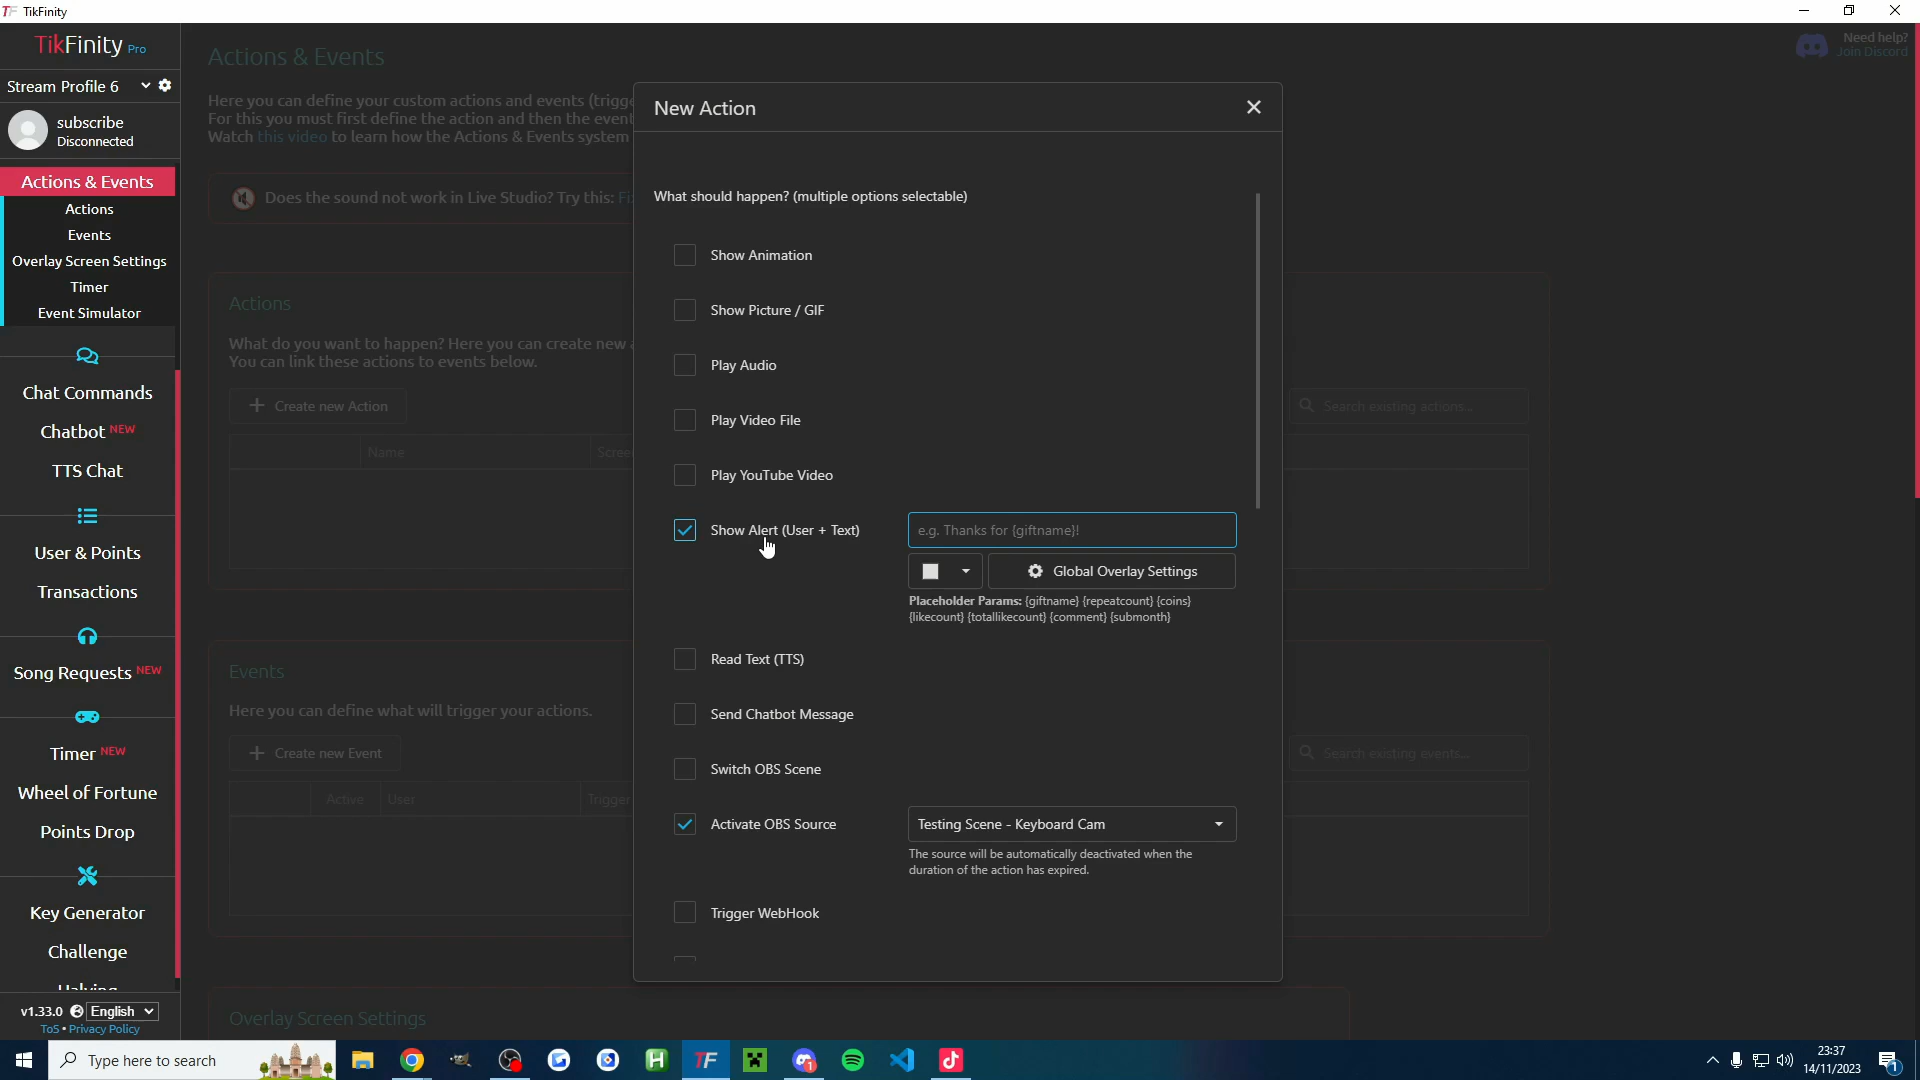 TF TikFinity
TikFinity Pro
Stream Profile 6
subscribe
Disconnected
Actions & Events
Actions
Events
Overlay Screen Settings
Timer
Event Simulator
Chat Commands
Chatbot NEW
TTS Chat
User & Points
Transactions
Song Requests NEW
Timer NEW
Wheel of Fortune
Points Drop
Key Generator
Challenge
v1.33.0 English
ToS • Privacy Policy
Need help?
Join Discord
Actions & Events
Here you can define your custom actions and events
For this you must first define the action and then the event
Watch this video to learn how the Actions & Events system
Does the sound not work in Live Studio? Try this:
Actions
What do you want to happen? Here you can create new
You can link these actions to events below.
+ Create new Action
Search existing actions...
Name
Events
Here you can define what will trigger your actions.
+ Create new Event
Search existing events...
Active User Trigger
Overlay Screen Settings
New Action
What should happen? (multiple options selectable)
Show Animation
Show Picture / GIF
Play Audio
Play Video File
Play YouTube Video
Show Alert (User + Text)
e.g. Thanks for {giftname}!
Global Overlay Settings
Placeholder Params: {giftname} {repeatcount} {coins}
{likecount} {totallikecount} {comment} {submonth}
Read Text (TTS)
Send Chatbot Message
Switch OBS Scene
Activate OBS Source
Testing Scene - Keyboard Cam
The source will be automatically deactivated when the
duration of the action has expired.
Trigger WebHook
Type here to search
TF
23:37
14/11/2023
1